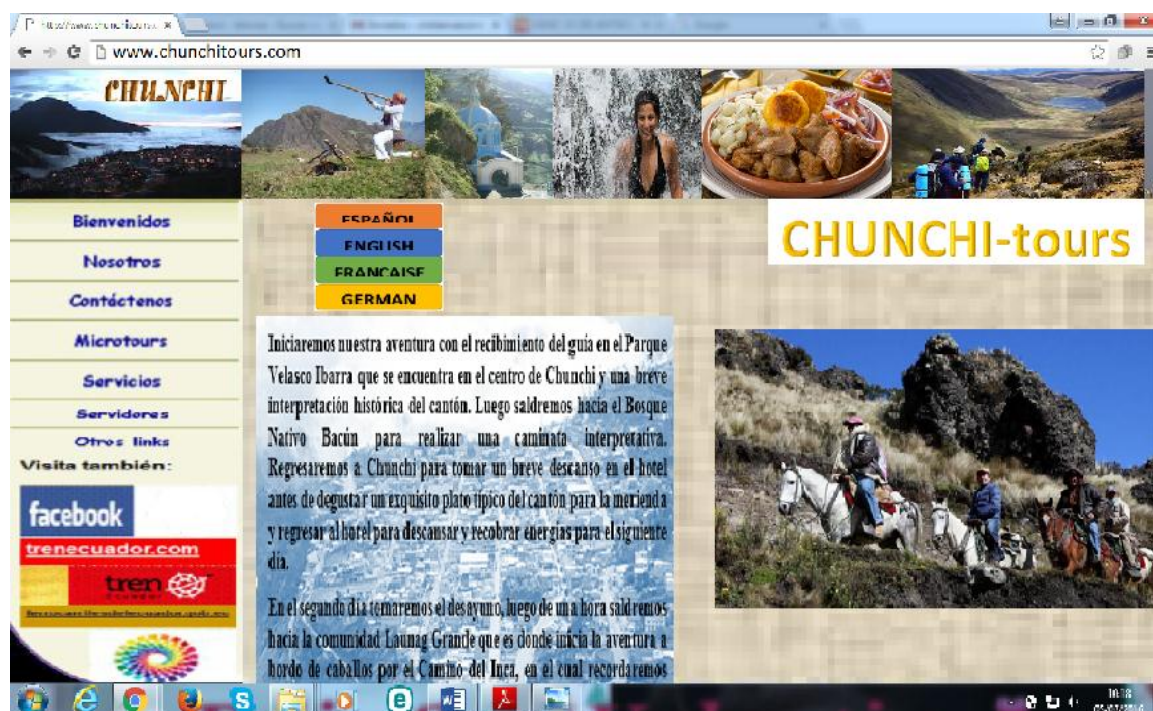 www.chunchitours.com
CHUNCHI
Bienvenidos
Nosotros
Contáctenos
Microtours
Servicios
Servidores
Otros links
Visita también:
facebook
trenecuador.com
tren
ECUADOR
ESPAÑOL
ENGLISH
FRANCAISE
GERMAN
CHUNCHI-tours
Iniciaremos nuestra aventura con el recibimiento del guía en el Parque
Velasco Ibarra que se encuentra en el centro de Chunchi y una breve
interpretación histórica del cantón. Luego saldremos hacia el Bosque
Nativo Bacún para realizar una caminata interpretativa.
Regresaremos a Chunchi para tomar un breve descanso en el hotel
antes de degustar un exquisito plato típico del cantón para la merienda
y regresar al hotel para descansar y recobrar energías para el siguiente
día.
En el segundo día tomaremos el desayuno, luego de una hora saldremos
hacia la comunidad Launag Grande que es donde inicia la aventura a
bordo de caballos por el Camino del Inca, en el cual recordaremos